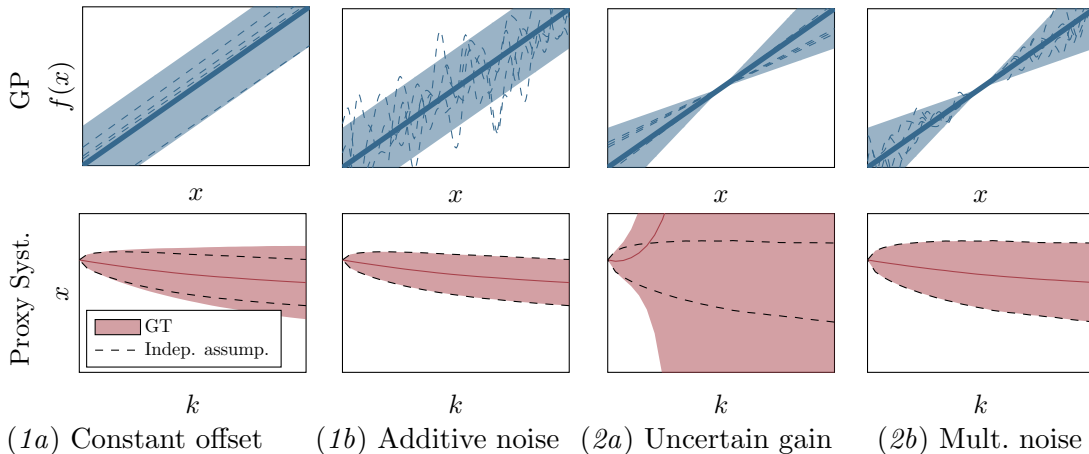 GP
f(x)
x x x x
Proxy Syst.
x
GT
Indep. assump.
k k k k
(1a) Constant offset (1b) Additive noise (2a) Uncertain gain (2b) Mult. noise